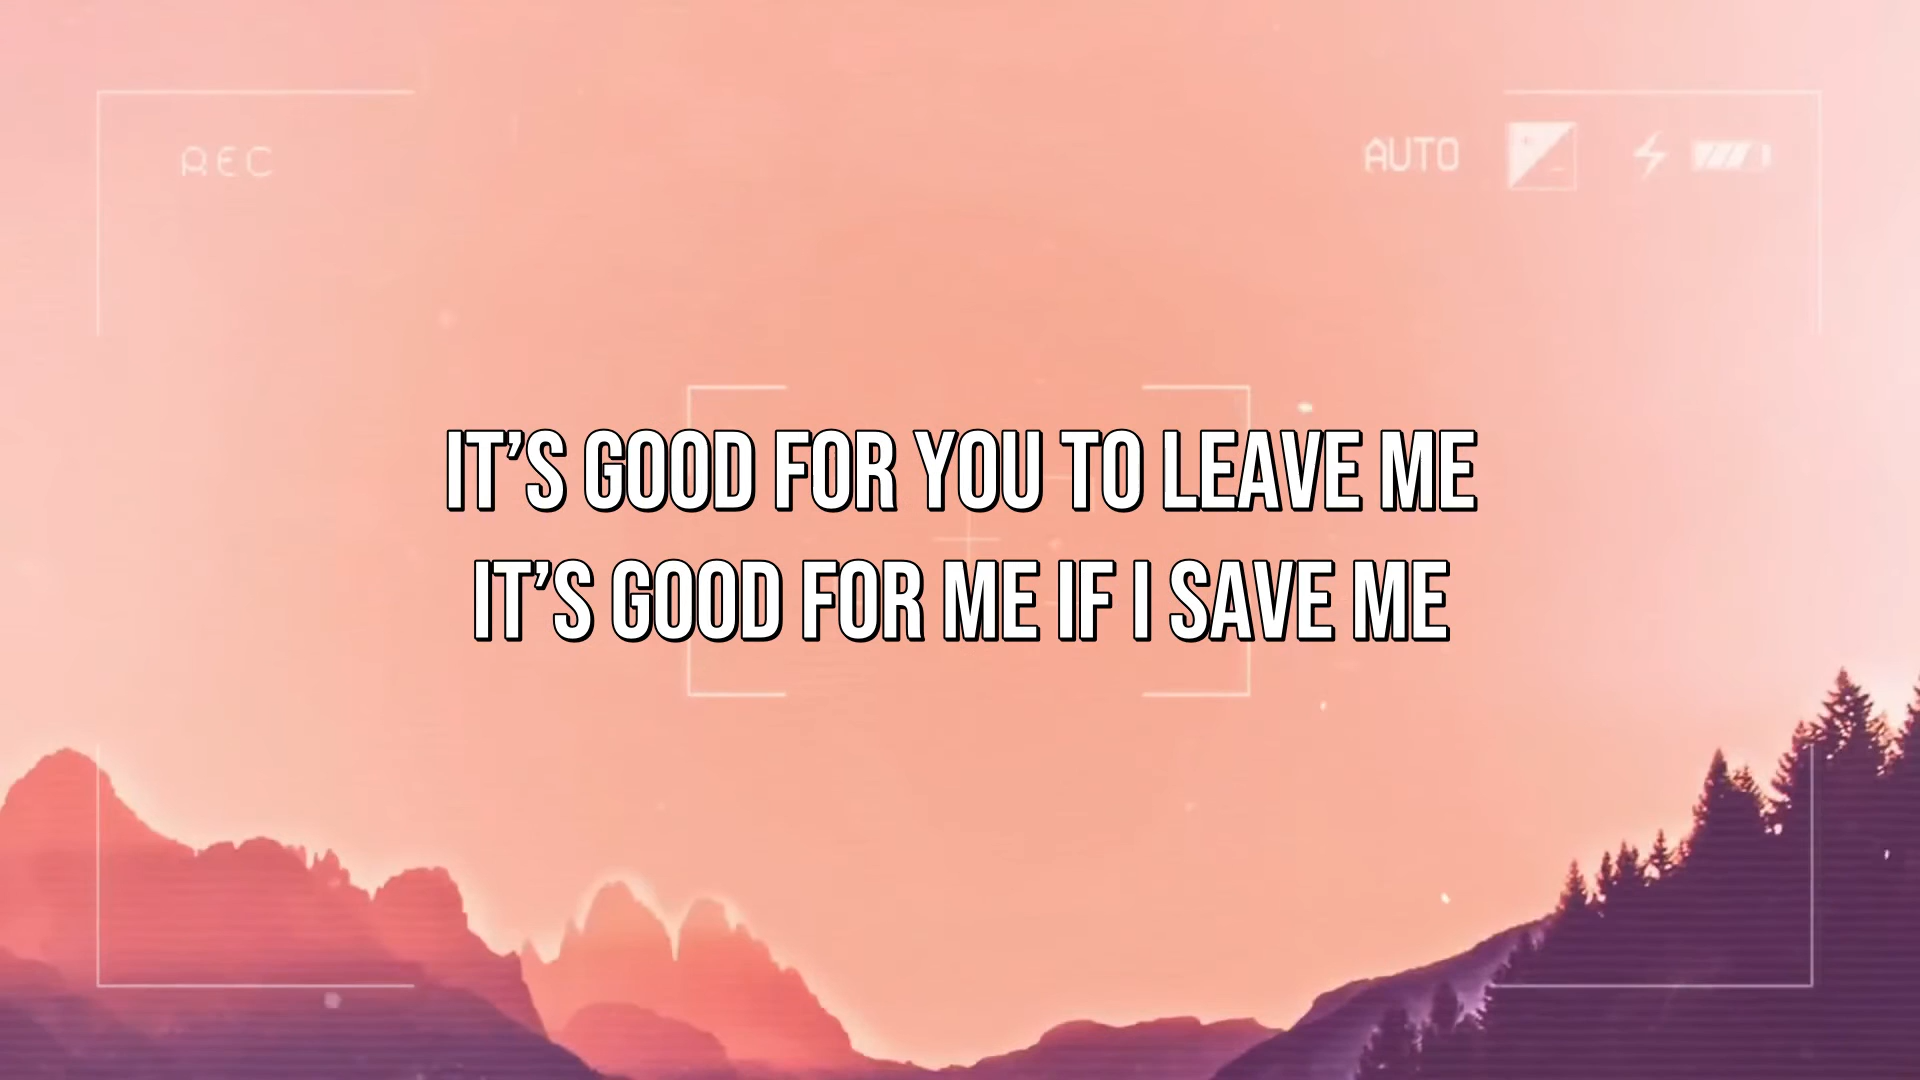 REC
AUTO
IT’S GOOD FOR YOU TO LEAVE ME
IT’S GOOD FOR ME IF I SAVE ME